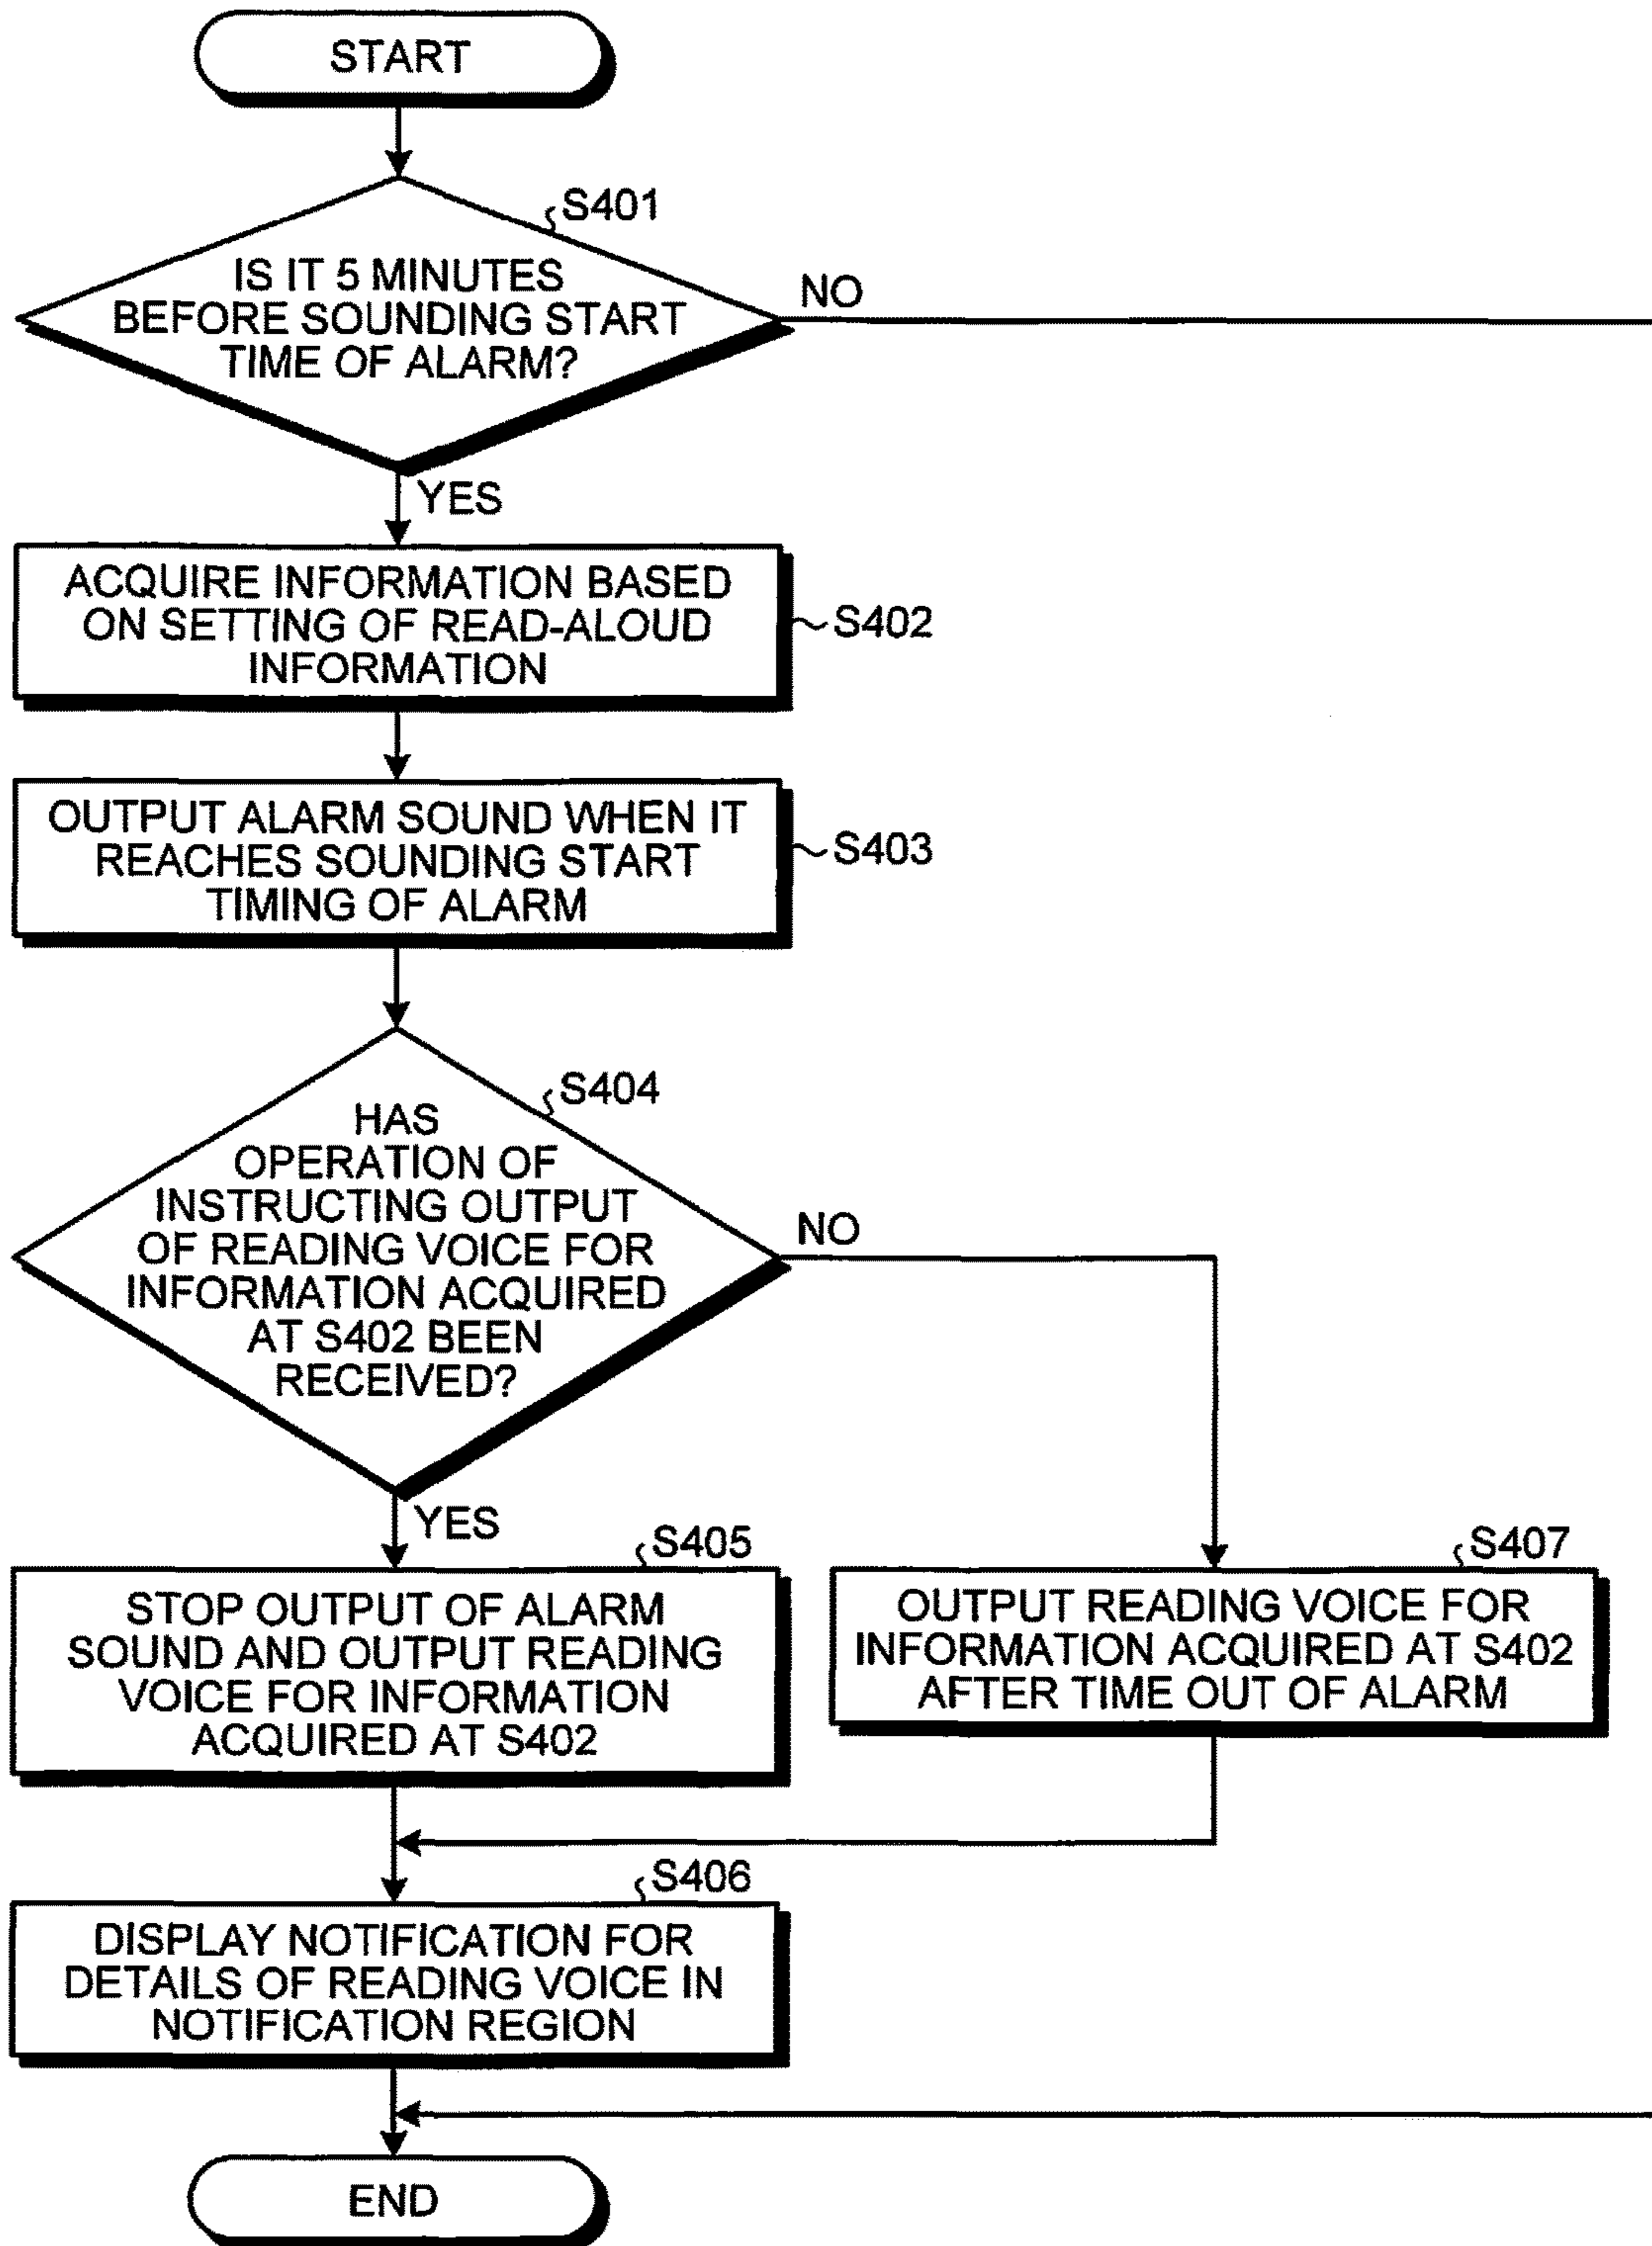 START
S401
IS IT 5 MINUTES
BEFORE SOUNDING START
TIME OF ALARM?
NO
YES
ACQUIRE INFORMATION BASED
ON SETTING OF READ-ALOUD
INFORMATION
S402
OUTPUT ALARM SOUND WHEN IT
REACHES SOUNDING START
TIMING OF ALARM
S403
S404
HAS
OPERATION OF
INSTRUCTING OUTPUT
OF READING VOICE FOR
INFORMATION ACQUIRED
AT S402 BEEN
RECEIVED?
NO
YES
S405
STOP OUTPUT OF ALARM
SOUND AND OUTPUT READING
VOICE FOR INFORMATION
ACQUIRED AT S402
S407
OUTPUT READING VOICE FOR
INFORMATION ACQUIRED AT S402
AFTER TIME OUT OF ALARM
S406
DISPLAY NOTIFICATION FOR
DETAILS OF READING VOICE IN
NOTIFICATION REGION
END